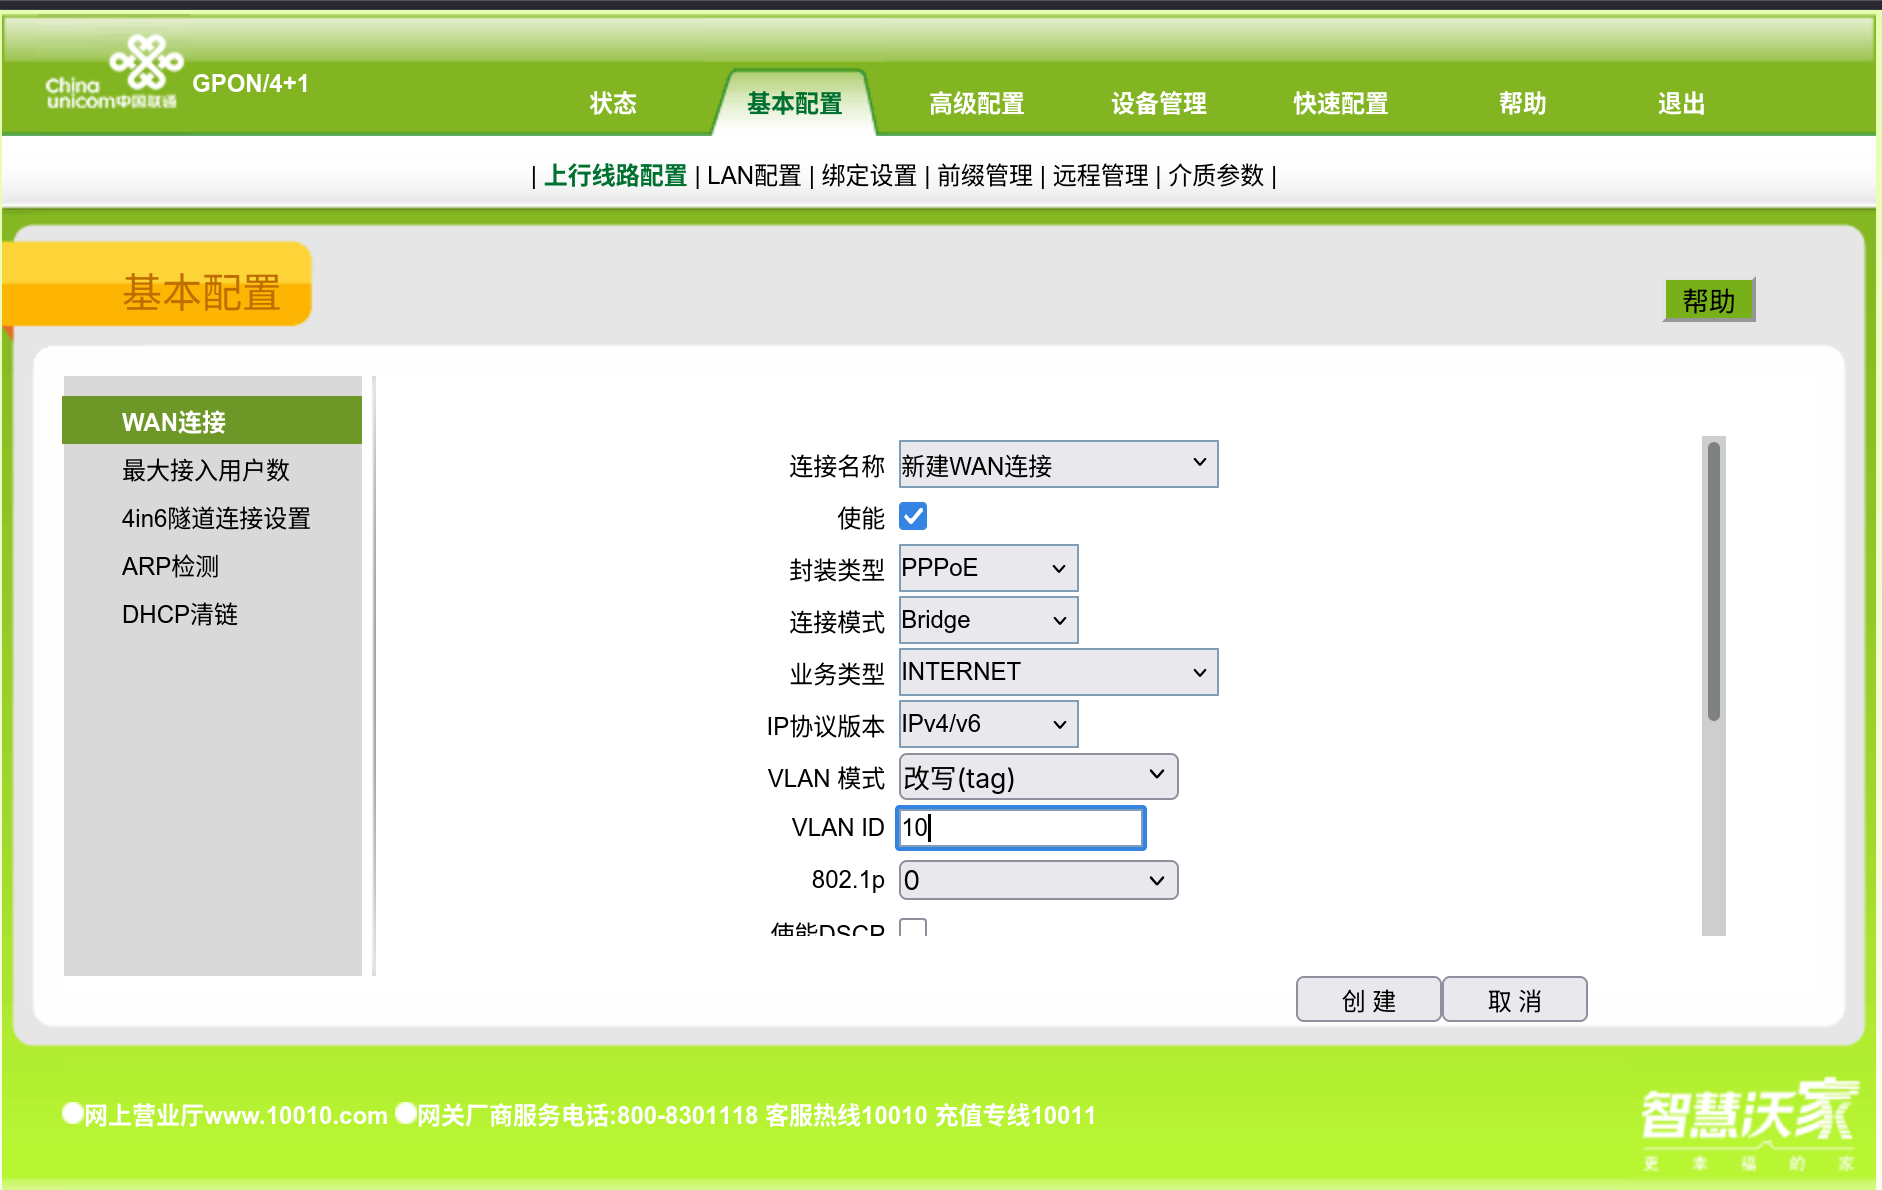 China
unicom中国联通
GPON/4+1
状态 基本配置 高级配置 设备管理 快速配置 帮助 退出
| 上行线路配置 | LAN配置 | 绑定设置 | 前缀管理 | 远程管理 | 介质参数 |
基本配置
帮助
WAN连接
最大接入用户数
4in6隧道连接设置
ARP检测
DHCP清链
连接名称 新建WAN连接
使能
封装类型 PPPoE
连接模式 Bridge
业务类型 INTERNET
IP协议版本 IPv4/v6
VLAN 模式 改写(tag)
VLAN ID 10
802.1p 0
使能DSCP
创 建 取 消
网上营业厅www.10010.com 网关厂商服务电话:800-8301118 客服热线10010 充值专线10011
智慧沃家
更 幸 福 的 家